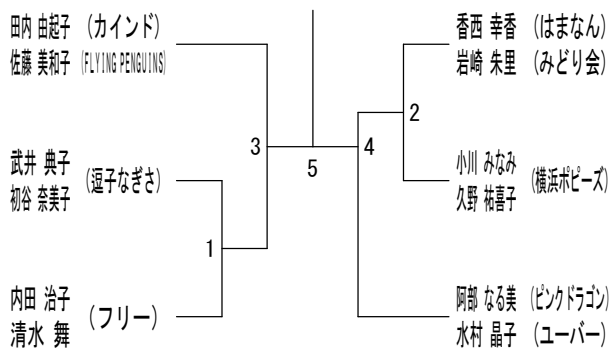 田内 由起子 (カインド)
佐藤 美和子 (FLYING PENGUINS)
武井 典子
初谷 奈美子
(逗子なぎさ)
内田 治子
清水 舞
(フリー)
1
3
5
4
2
香西 幸香 (はまなん)
岩崎 朱里 (みどり会)
小川 みなみ
久野 祐喜子
(横浜ポピーズ)
阿部 なる美 (ピンクドラゴン)
水村 晶子 (ユーバー)